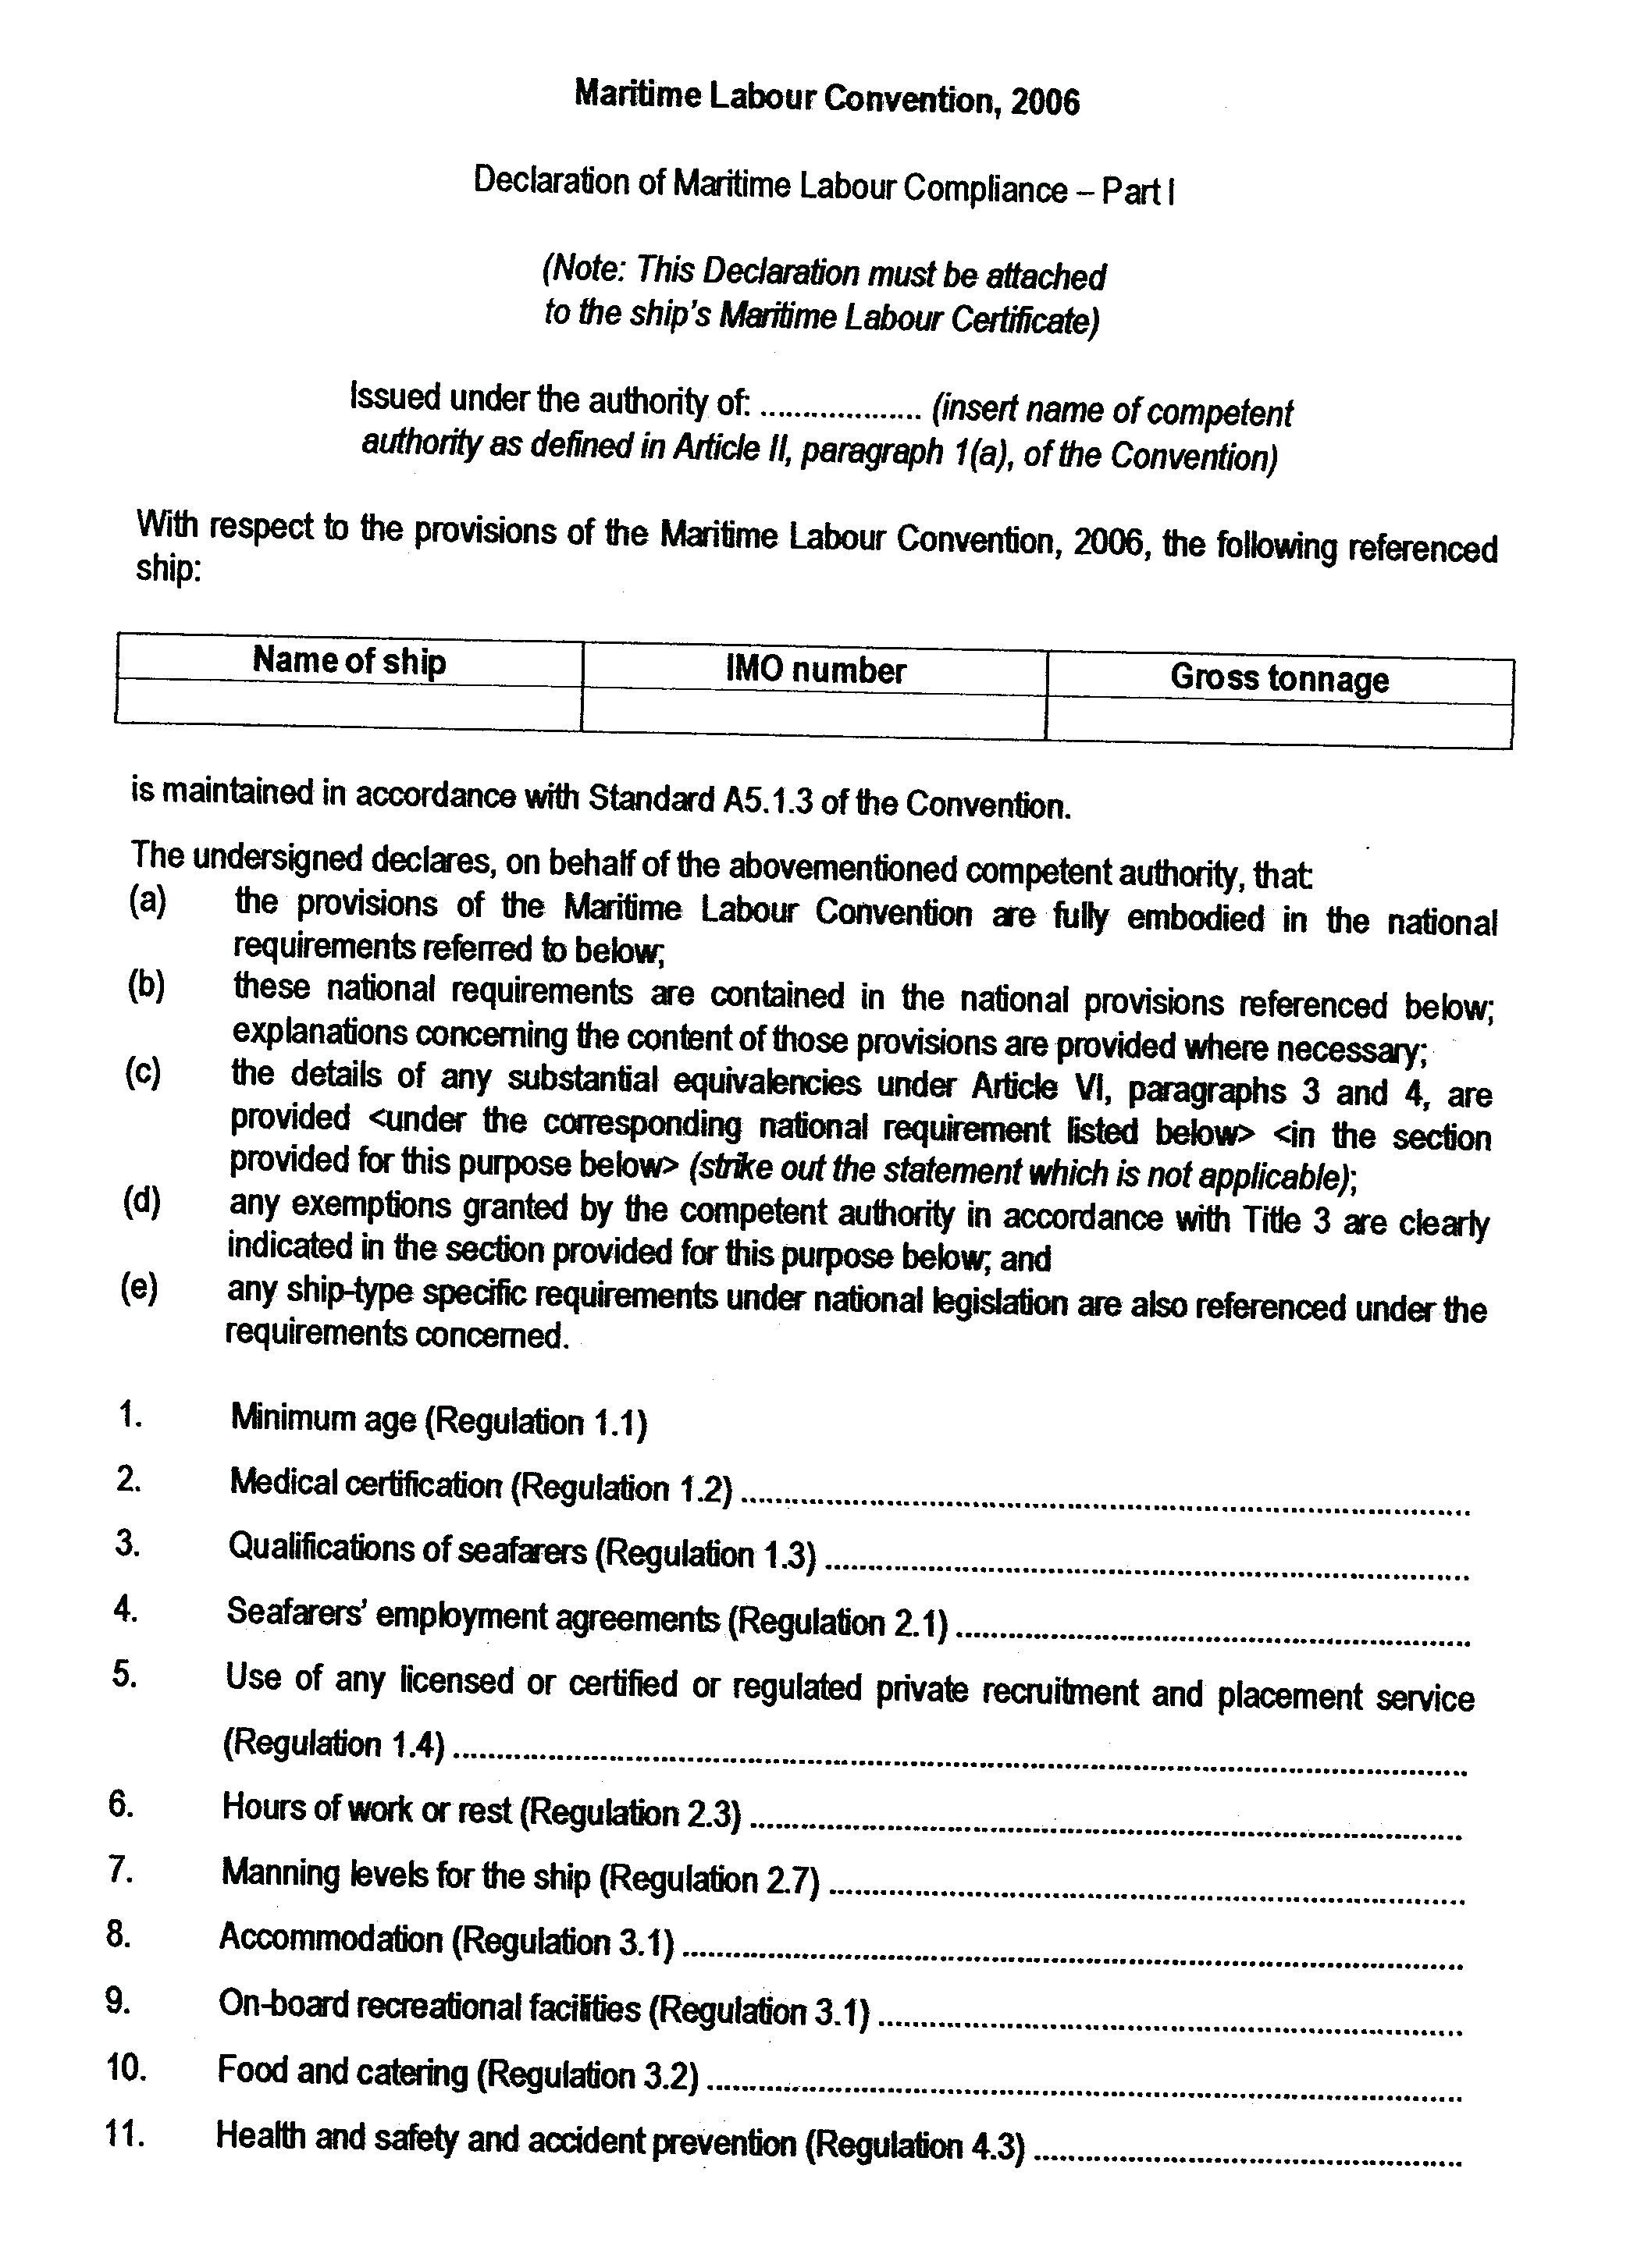 Maritime Labour Convention, 2006
Declaration of Maritime Labour Compliance – Part I
(Note: This Declaration must be attached
to the ship's Maritime Labour Certificate)
Issued under the authority of: ................... (insert name of competent
authority as defined in Article II, paragraph 1(a), of the Convention)
With respect to the provisions of the Maritime Labour Convention, 2006, the following referenced
ship:
Name of ship IMO number Gross tonnage
is maintained in accordance with Standard A5.1.3 of the Convention.
The undersigned declares, on behalf of the abovementioned competent authority, that:
(a) the provisions of the Maritime Labour Convention are fully embodied in the national
requirements referred to below;
(b) these national requirements are contained in the national provisions referenced below;
explanations concerning the content of those provisions are provided where necessary;
(c) the details of any substantial equivalencies under Article VI, paragraphs 3 and 4, are
provided <under the corresponding national requirement listed below> <in the section
provided for this purpose below> (strike out the statement which is not applicable);
(d) any exemptions granted by the competent authority in accordance with Title 3 are clearly
indicated in the section provided for this purpose below; and
(e) any ship-type specific requirements under national legislation are also referenced under the
requirements concerned.
1. Minimum age (Regulation 1.1)
2. Medical certification (Regulation 1.2) ....................
3. Qualifications of seafarers (Regulation 1.3) ....................
4. Seafarers' employment agreements (Regulation 2.1) ....................
5. Use of any licensed or certified or regulated private recruitment and placement service
(Regulation 1.4) ....................
6. Hours of work or rest (Regulation 2.3) ....................
7. Manning levels for the ship (Regulation 2.7) ....................
8. Accommodation (Regulation 3.1) ....................
9. On-board recreational facilities (Regulation 3.1) ....................
10. Food and catering (Regulation 3.2) ....................
11. Health and safety and accident prevention (Regulation 4.3) ....................